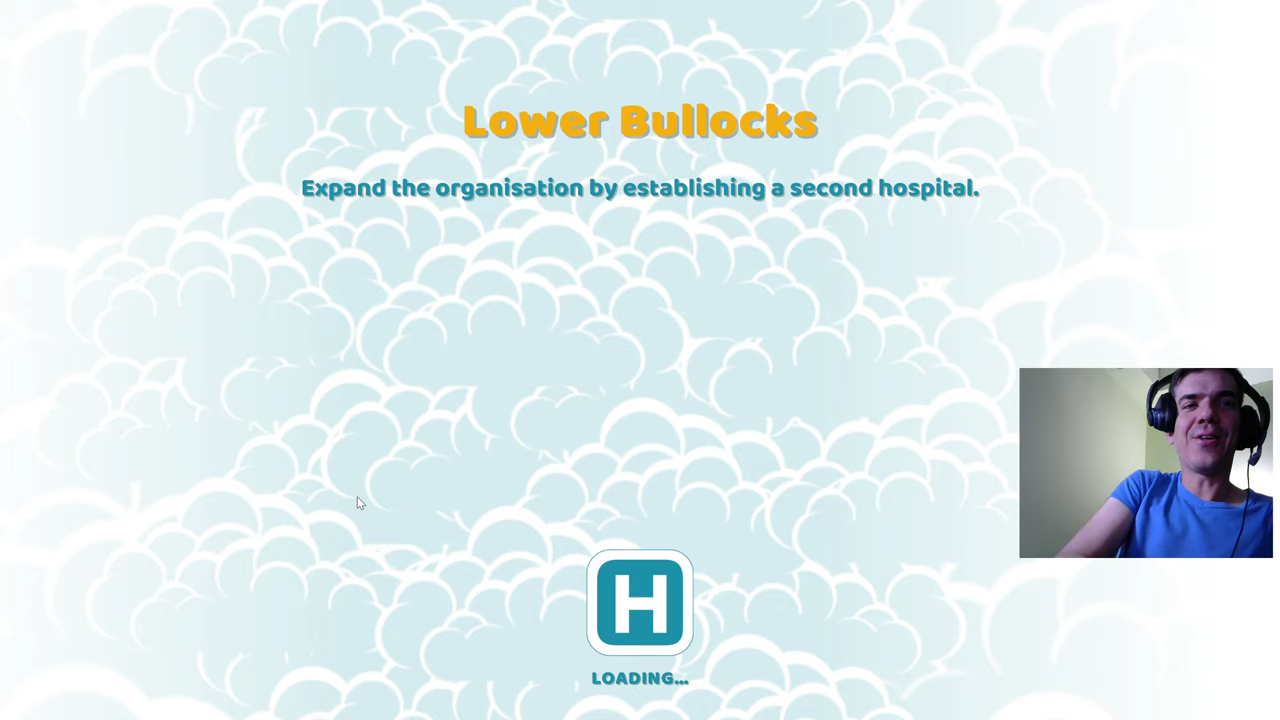 Lower Bullocks
Expand the organisation by establishing a second hospital.
H
LOADING...